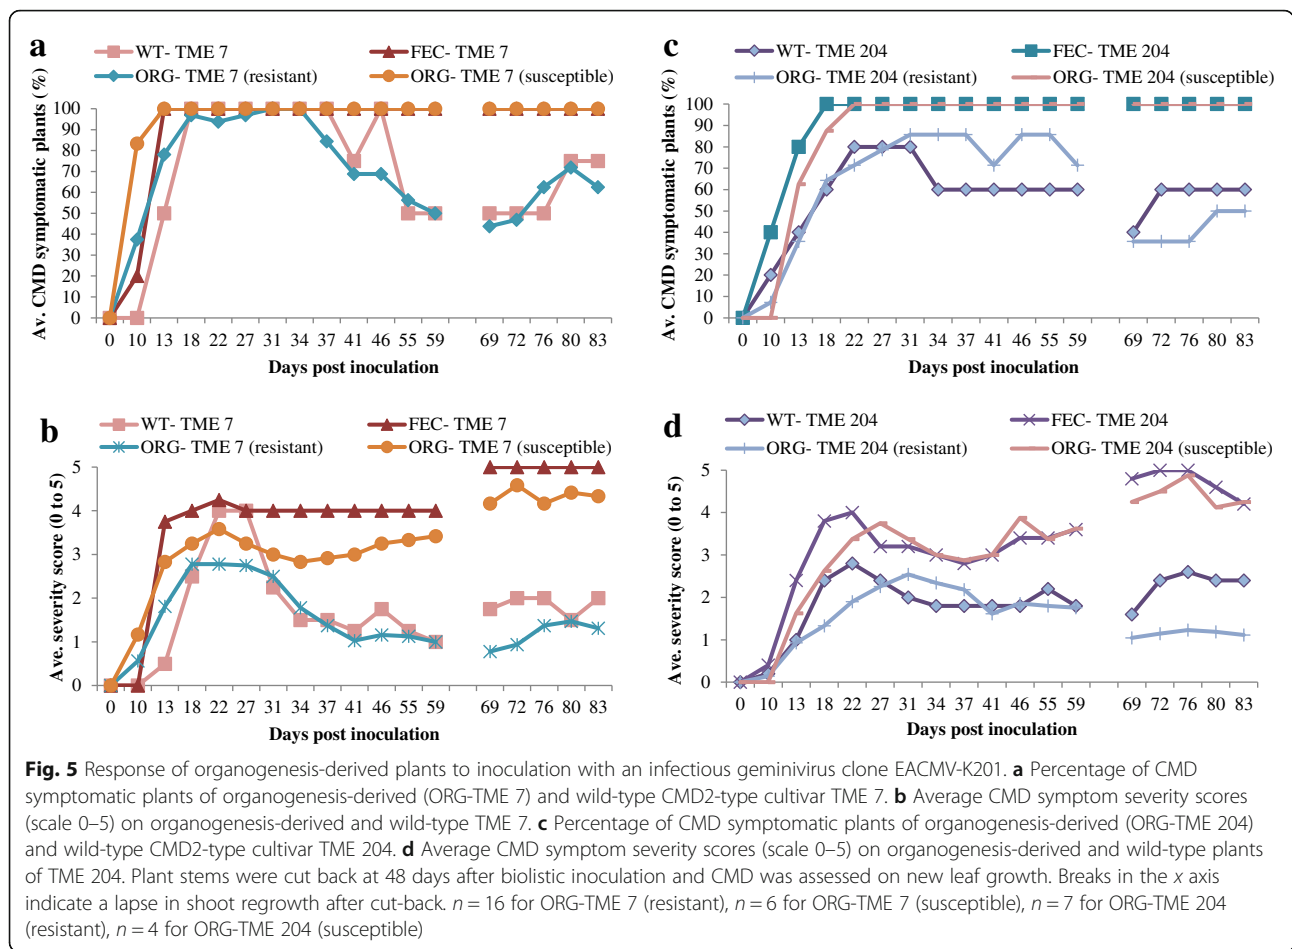 a
WT- TME 7
FEC- TME 7
ORG- TME 7 (resistant)
ORG- TME 7 (susceptible)
Av. CMD symptomatic plants (%)
100
90
80
70
60
50
40
30
20
10
0
0 10 13 18 22 27 31 34 37 41 46 55 59 69 72 76 80 83
Days post inoculation
c
WT- TME 204
FEC- TME 204
ORG- TME 204 (resistant)
ORG- TME 204 (susceptible)
Av. CMD symptomatic plants (%)
100
90
80
70
60
50
40
30
20
10
0
0 10 13 18 22 27 31 34 37 41 46 55 59 69 72 76 80 83
Days post inoculation
b
WT- TME 7
FEC- TME 7
ORG- TME 7 (resistant)
ORG- TME 7 (susceptible)
Ave. severity score (0 to 5)
5
4
3
2
1
0
0 10 13 18 22 27 31 34 37 41 46 55 59 69 72 76 80 83
Days post inoculation
d
WT- TME 204
FEC- TME 204
ORG- TME 204 (resistant)
ORG- TME 204 (susceptible)
Ave. severity score (0 to 5)
5
4
3
2
1
0
0 10 13 18 22 27 31 34 37 41 46 55 59 69 72 76 80 83
Days post inoculation
Fig. 5 Response of organogenesis-derived plants to inoculation with an infectious geminivirus clone EACMV-K201. a Percentage of CMD
symptomatic plants of organogenesis-derived (ORG-TME 7) and wild-type CMD2-type cultivar TME 7. b Average CMD symptom severity scores
(scale 0–5) on organogenesis-derived and wild-type TME 7. c Percentage of CMD symptomatic plants of organogenesis-derived (ORG-TME 204)
and wild-type CMD2-type cultivar TME 204. d Average CMD symptom severity scores (scale 0–5) on organogenesis-derived and wild-type plants
of TME 204. Plant stems were cut back at 48 days after biolistic inoculation and CMD was assessed on new leaf growth. Breaks in the x axis
indicate a lapse in shoot regrowth after cut-back. n = 16 for ORG-TME 7 (resistant), n = 6 for ORG-TME 7 (susceptible), n = 7 for ORG-TME 204
(resistant), n = 4 for ORG-TME 204 (susceptible)